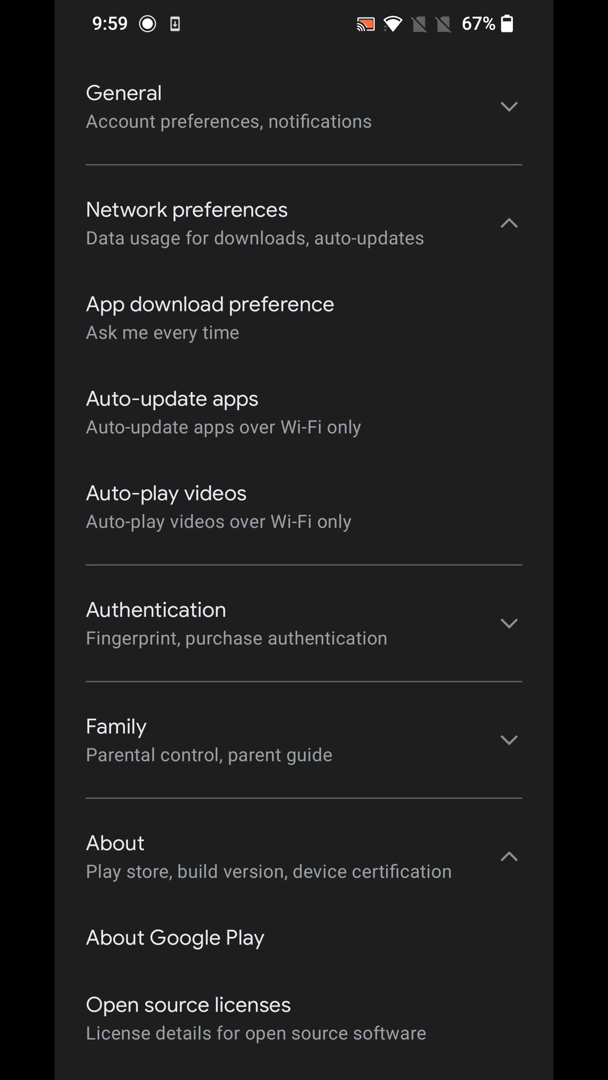 9:59 67%
General
Account preferences, notifications
Network preferences
Data usage for downloads, auto-updates
App download preference
Ask me every time
Auto-update apps
Auto-update apps over Wi-Fi only
Auto-play videos
Auto-play videos over Wi-Fi only
Authentication
Fingerprint, purchase authentication
Family
Parental control, parent guide
About
Play store, build version, device certification
About Google Play
Open source licenses
License details for open source software